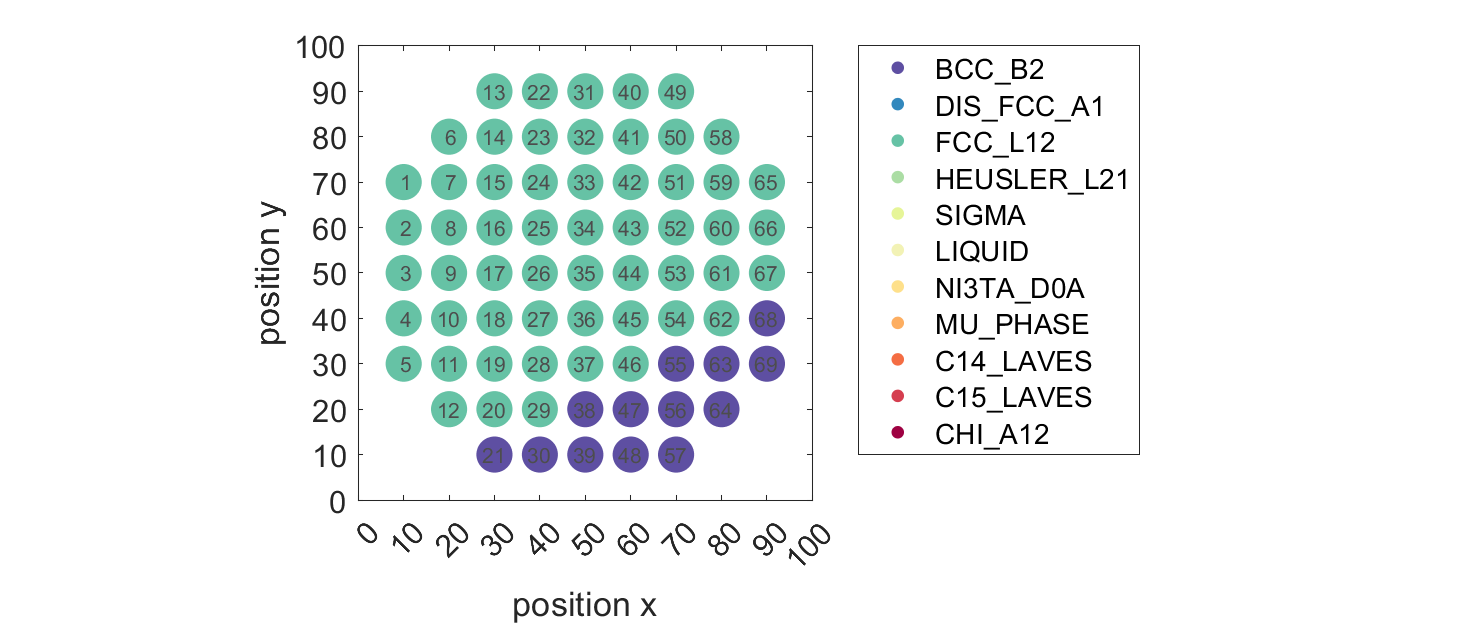 100
90
80
70
60
50
40
30
20
10
0
position y
13 22 31 40 49
6 14 23 32 41 50 58
1 7 15 24 33 42 51 59 65
2 8 16 25 34 43 52 60 66
3 9 17 26 35 44 53 61 67
4 10 18 27 36 45 54 62 68
5 11 19 28 37 46 55 63 69
12 20 29 38 47 56 64
21 30 39 48 57
0 10 20 30 40 50 60 70 80 90 100
position x
BCC_B2
DIS_FCC_A1
FCC_L12
HEUSLER_L21
SIGMA
LIQUID
NI3TA_D0A
MU_PHASE
C14_LAVES
C15_LAVES
CHI_A12